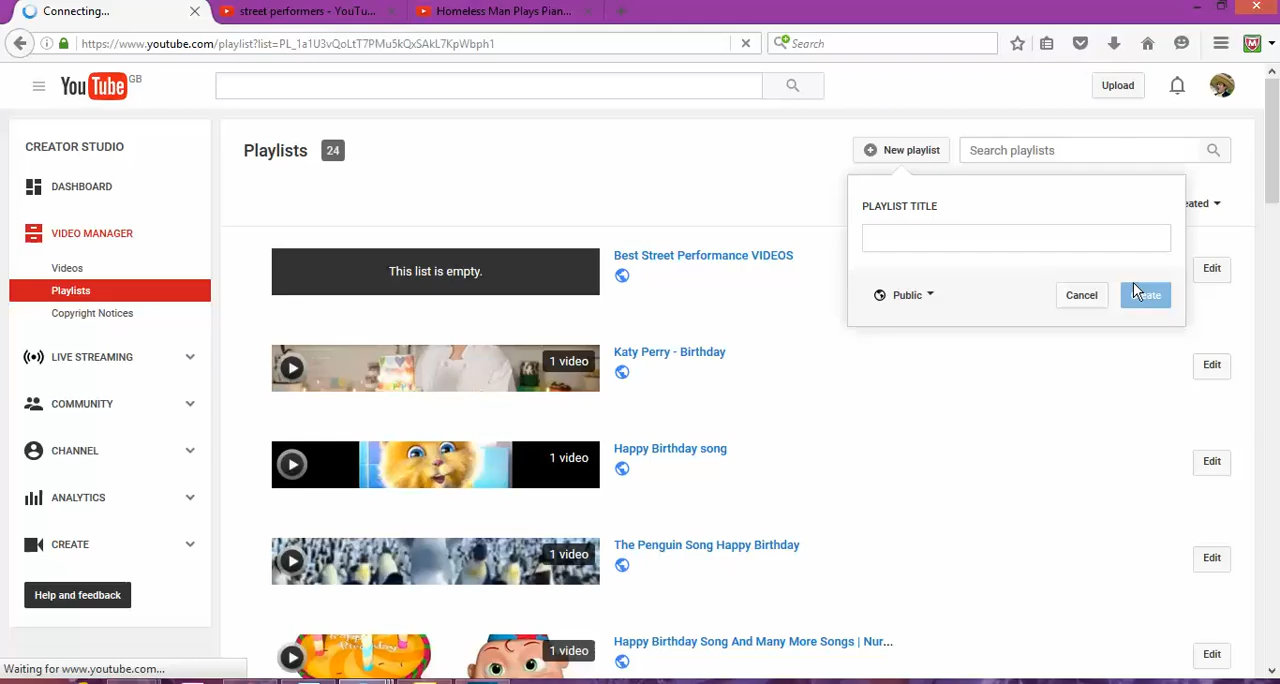 Connecting...
street performers - YouTu...
Homeless Man Plays Pian...
https://www.youtube.com/playlist?list=PL_1a1U3vQoLtT7PMu5kQxSAkL7KpWbph1
Search
YouTube GB
Upload
CREATOR STUDIO
DASHBOARD
VIDEO MANAGER
Videos
Playlists
Copyright Notices
LIVE STREAMING
COMMUNITY
CHANNEL
ANALYTICS
CREATE
Help and feedback
Playlists 24
New playlist
Search playlists
PLAYLIST TITLE
Public
Cancel
This list is empty.
Best Street Performance VIDEOS
Edit
1 video
Katy Perry - Birthday
Edit
1 video
Happy Birthday song
Edit
1 video
The Penguin Song Happy Birthday
Edit
1 video
Happy Birthday Song And Many More Songs | Nur...
Edit
Waiting for www.youtube.com...